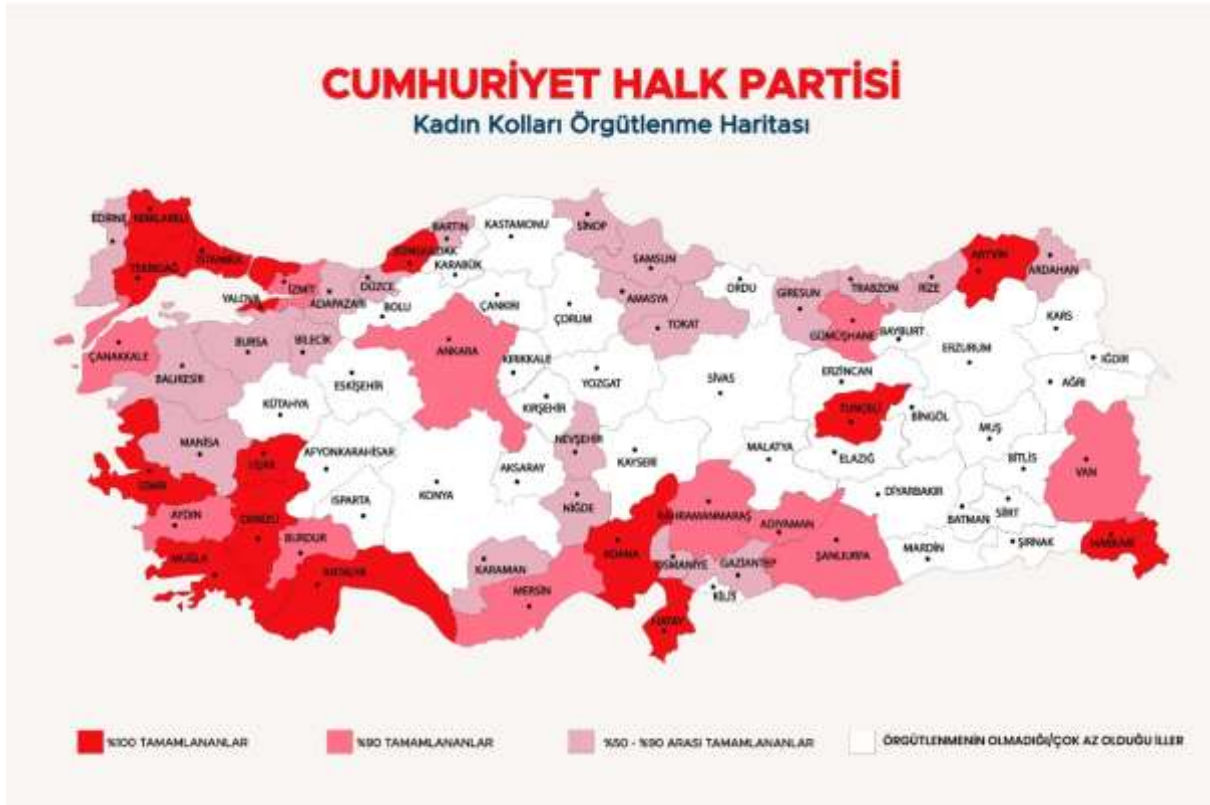 CUMHURİYET HALK PARTİSİ
Kadın Kolları Örgütlenme Haritası
EDİRNE
KIRKLARELİ
TEKİRDAĞ
İSTANBUL
YALOVA
İZMİT
ADAPAZARI
DÜZCE
BOLU
ZONGULDAK
BARTIN
KARABÜK
KASTAMONU
ÇANKIRI
SİNOP
SAMSUN
AMASYA
TOKAT
ÇORUM
ORDU
GİRESUN
TRABZON
GÜMÜŞHANE
RİZE
BAYBURT
ARTVİN
ARDAHAN
KARS
IĞDIR
AĞRI
ERZURUM
ERZİNCAN
ÇANAKKALE
BALIKESİR
BURSA
BİLECİK
ESKİŞEHİR
KÜTAHYA
ANKARA
KIRIKKALE
KIRŞEHİR
YOZGAT
SİVAS
TUNCELİ
BİNGÖL
MUŞ
BİTLİS
VAN
MANİSA
UŞAK
AFYONKARAHİSAR
İZMİR
AYDIN
DENİZLİ
MUĞLA
BURDUR
ISPARTA
ANTALYA
KONYA
AKSARAY
NEVŞEHİR
NİĞDE
KAYSERİ
MALATYA
ELAZIĞ
DİYARBAKIR
BATMAN
SİİRT
ŞIRNAK
HAKKARİ
MARDİN
KARAMAN
MERSİN
ADANA
KAHRAMANMARAŞ
ADIYAMAN
OSMANİYE
GAZİANTEP
KİLİS
ŞANLIURFA
HATAY
%100 TAMAMLANANLAR
%90 TAMAMLANANLAR
%50 - %90 ARASI TAMAMLANANLAR
ÖRGÜTLENMENİN OLMADIĞI/ÇOK AZ OLDUĞU İLLER